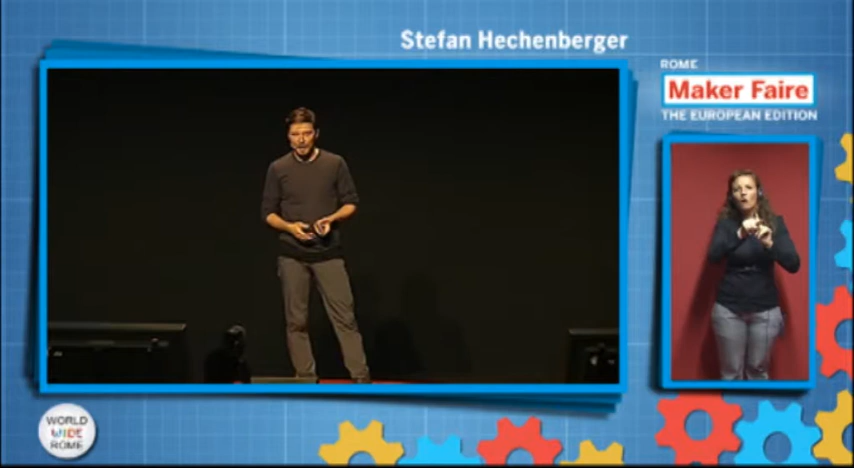 Stefan Hechenberger
ROME
Maker Faire
THE EUROPEAN EDITION
WORLD
WIDE
ROME